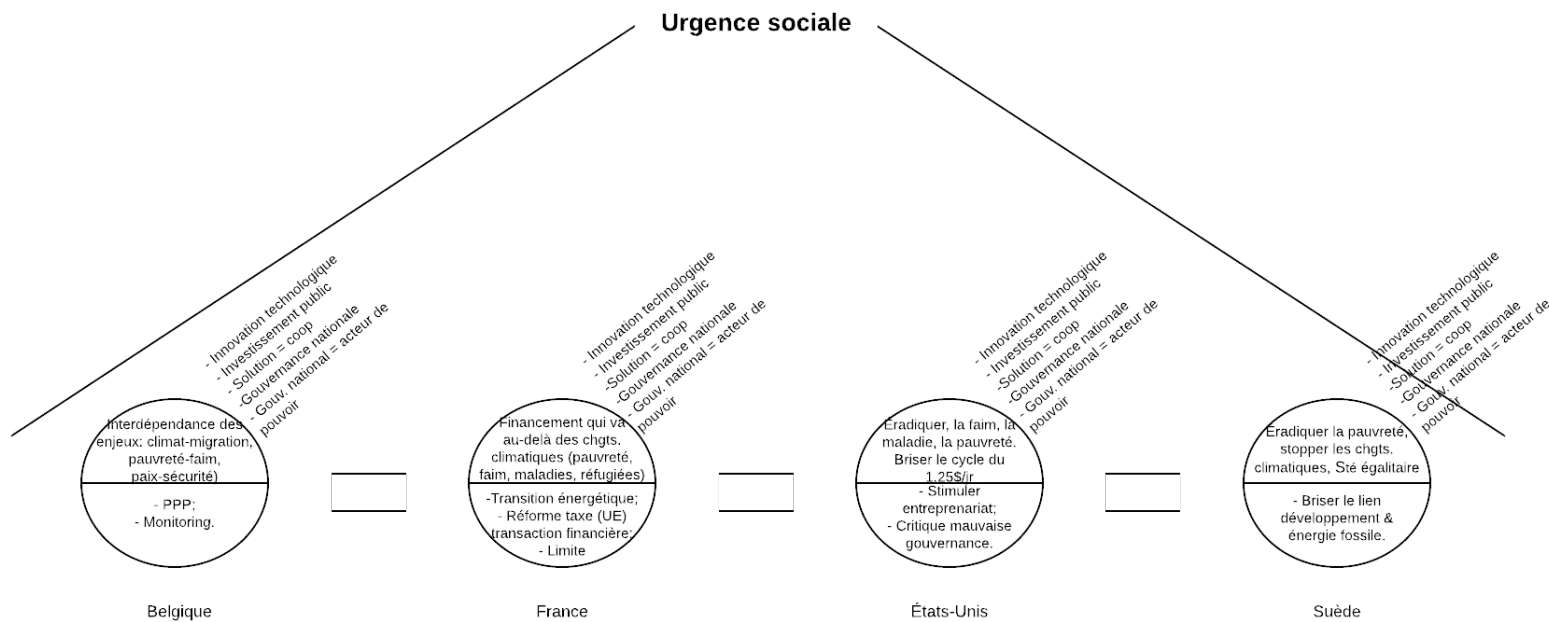 Urgence sociale
- Innovation technologique
- Investissement public
- Solution = coop
-Gouvernance nationale
- Gouv. national = acteur de
pouvoir
Interdépendance des
enjeux: climat-migration,
pauvreté-faim,
paix-sécurité)
- PPP;
- Monitoring.
Belgique
- Innovation technologique
- Investissement public
-Solution = coop
-Gouvernance nationale
- Gouv. national = acteur de
pouvoir
Financement qui va
au-delà des chgts.
climatiques (pauvreté,
faim, maladies, réfugiées)
-Transition énergétique;
- Réforme taxe (UE)
transaction financière;
- Limite
France
- Innovation technologique
- Investissement public
-Solution = coop
-Gouvernance nationale
- Gouv. national = acteur de
pouvoir
Éradiquer, la faim, la
maladie, la pauvreté.
Briser le cycle du
1.25$/jr
- Stimuler
entreprenariat;
- Critique mauvaise
gouvernance.
États-Unis
- Innovation technologique
- Investissement public
-Solution = coop
-Gouvernance nationale
- Gouv. national = acteur de
pouvoir
Éradiquer la pauvreté,
stopper les chgts.
climatiques, Sté égalitaire
- Briser le lien
développement &
énergie fossile.
Suède